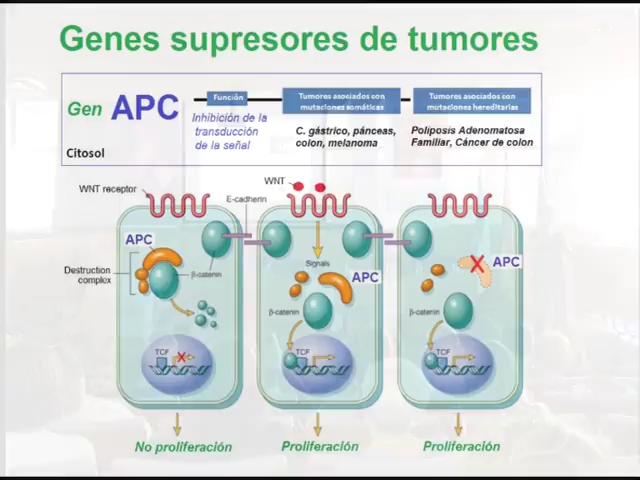 Genes supresores de tumores
Gen APC
Función
Inhibición de la
transducción
de la señal
Tumores asociados con
mutaciones somáticas
C. gástrico, páncreas,
colon, melanoma
Tumores asociados con
mutaciones hereditarias
Poliposis Adenomatosa
Familiar, Cáncer de colon
Citosol
WNT receptor
WNT
E-cadherin
APC
Destruction
complex
β-catenin
TCF
No proliferación
Signals
APC
β-catenin
TCF
Proliferación
APC
β-catenin
TCF
Proliferación